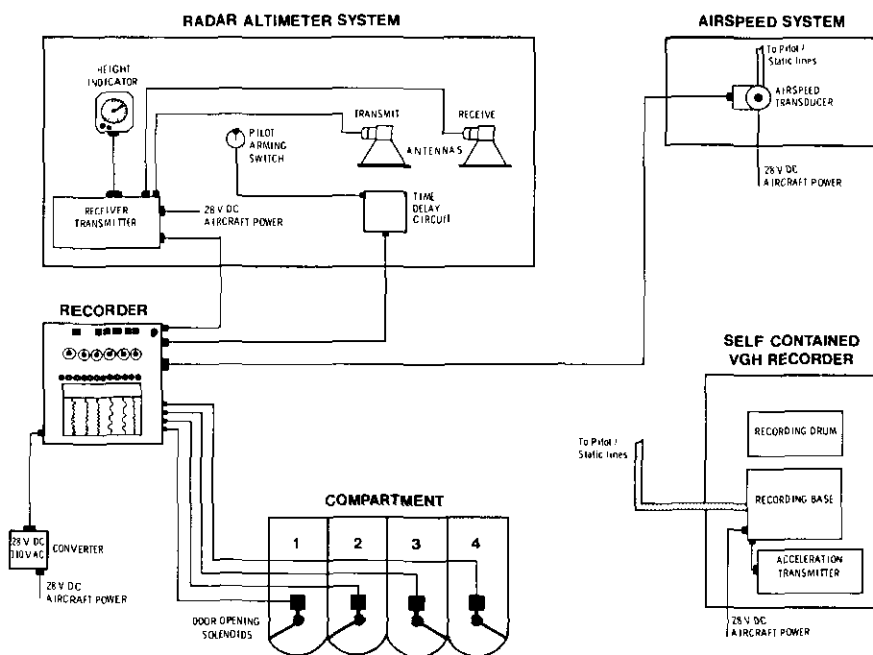 RADAR ALTIMETER SYSTEM
HEIGHT
INDICATOR
PILOT
ARMING
SWITCH
TRANSMIT
RECEIVE
ANTENNAS
RECEIVER
TRANSMITTER
28 V DC
AIRCRAFT POWER
TIME
DELAY
CIRCUIT
AIRSPEED SYSTEM
To Pilot /
Static lines
AIRSPEED
TRANSDUCER
28 V DC
AIRCRAFT POWER
RECORDER
28 V DC
110 V AC
CONVERTER
28 V DC
AIRCRAFT POWER
COMPARTMENT
1 2 3 4
DOOR OPENING
SOLENOIDS
SELF CONTAINED
VGH RECORDER
To Pilot /
Static lines
RECORDING DRUM
RECORDING BASE
ACCELERATION
TRANSMITTER
28 V DC
AIRCRAFT POWER